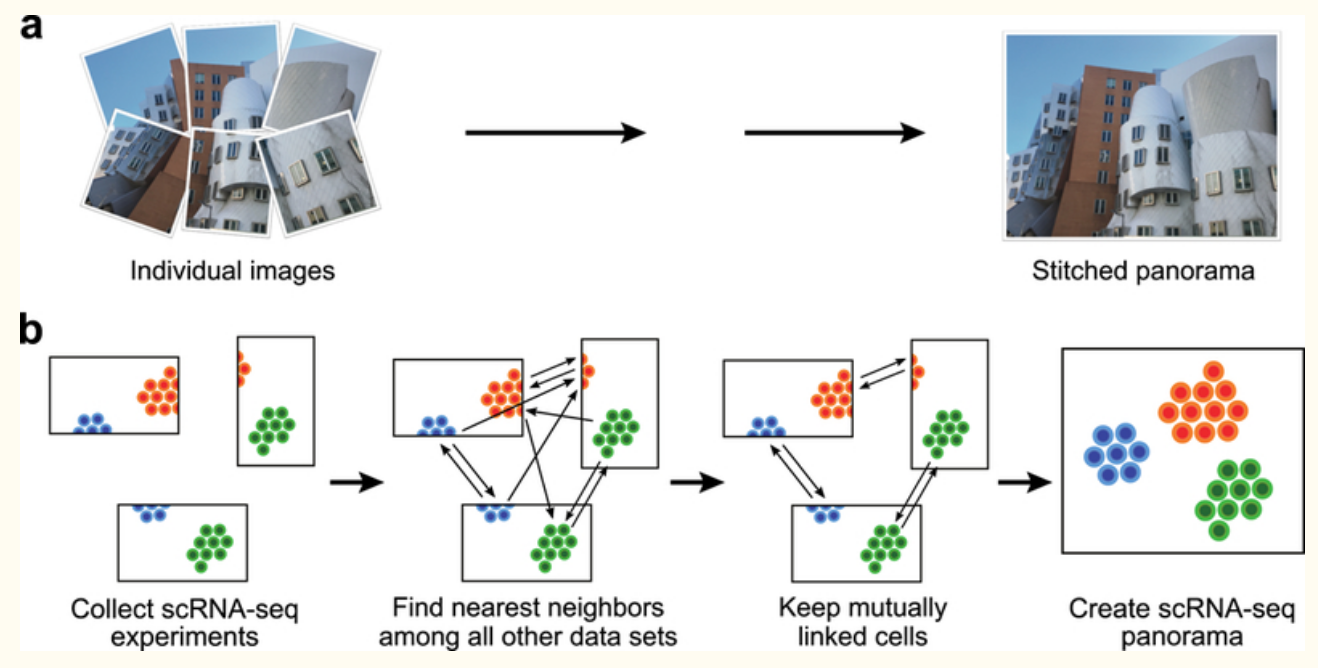 a
Individual images
Stitched panorama
b
Collect scRNA-seq
experiments
Find nearest neighbors
among all other data sets
Keep mutually
linked cells
Create scRNA-seq
panorama